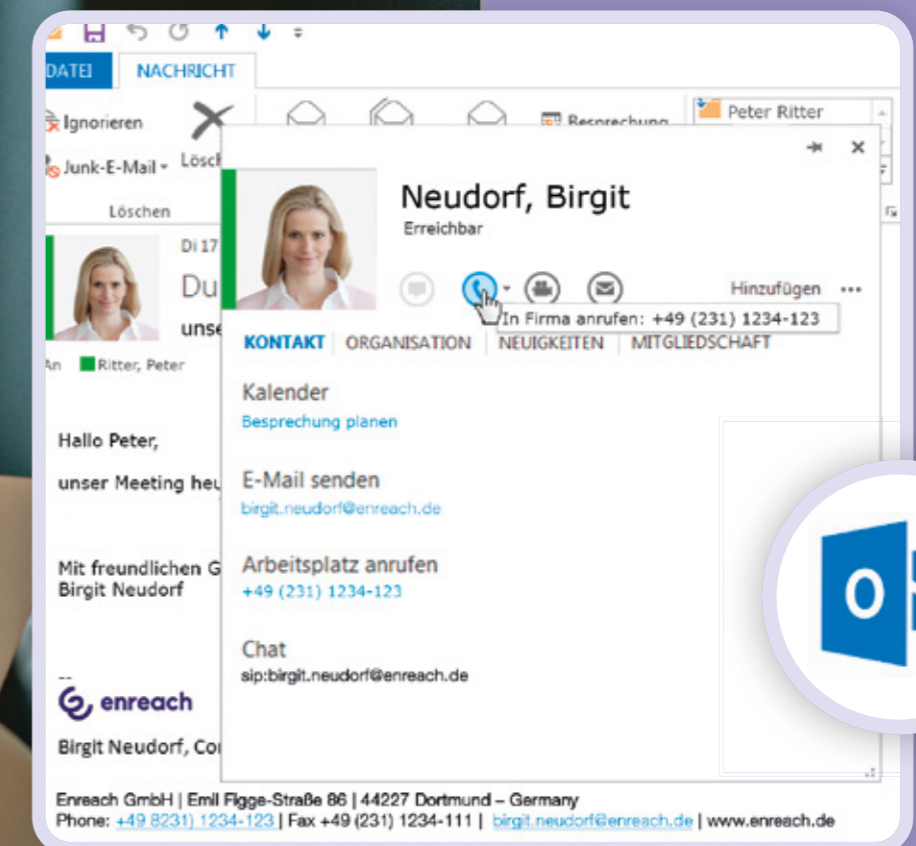 DATEI NACHRICHT
Ignorieren
Besprechung
Peter Ritter
Junk-E-Mail
Lösch
Löschen
Neudorf, Birgit
Erreichbar
Hinzufügen •••
In Firma anrufen: +49 (231) 1234-123
KONTAKT ORGANISATION NEUIGKEITEN MITGLIEDSCHAFT
Di 17
Du
unse
An Ritter, Peter
Kalender
Besprechung planen
Hallo Peter,
unser Meeting heu
E-Mail senden
birgit.neudorf@enreach.de
Mit freundlichen G
Birgit Neudorf
Arbeitsplatz anrufen
+49 (231) 1234-123
Chat
sip:birgit.neudorf@enreach.de
--
enreach
Birgit Neudorf, Co
Enreach GmbH | Emil Figge-Straße 86 | 44227 Dortmund – Germany
Phone: +49 8231) 1234-123 | Fax +49 (231) 1234-111 | birgit.neudorf@enreach.de | www.enreach.de
O